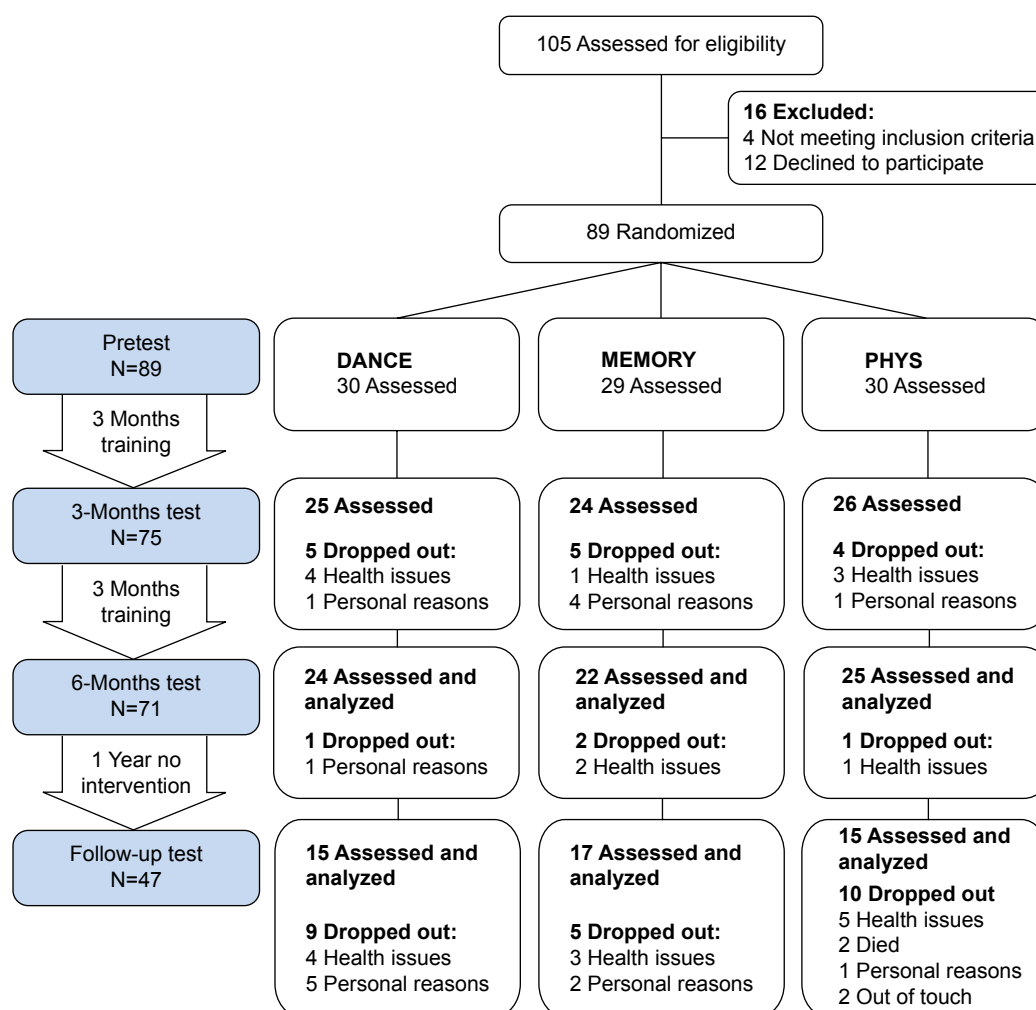 105 Assessed for eligibility
16 Excluded:
4 Not meeting inclusion criteria
12 Declined to participate
89 Randomized
Pretest
N=89
3 Months
training
3-Months test
N=75
3 Months
training
6-Months test
N=71
1 Year no
intervention
Follow-up test
N=47
DANCE
30 Assessed
25 Assessed
5 Dropped out:
4 Health issues
1 Personal reasons
24 Assessed and
analyzed
1 Dropped out:
1 Personal reasons
15 Assessed and
analyzed
9 Dropped out:
4 Health issues
5 Personal reasons
MEMORY
29 Assessed
24 Assessed
5 Dropped out:
1 Health issues
4 Personal reasons
22 Assessed and
analyzed
2 Dropped out:
2 Health issues
17 Assessed and
analyzed
5 Dropped out:
3 Health issues
2 Personal reasons
PHYS
30 Assessed
26 Assessed
4 Dropped out:
3 Health issues
1 Personal reasons
25 Assessed and
analyzed
1 Dropped out:
1 Health issues
15 Assessed and
analyzed
10 Dropped out
5 Health issues
2 Died
1 Personal reasons
2 Out of touch